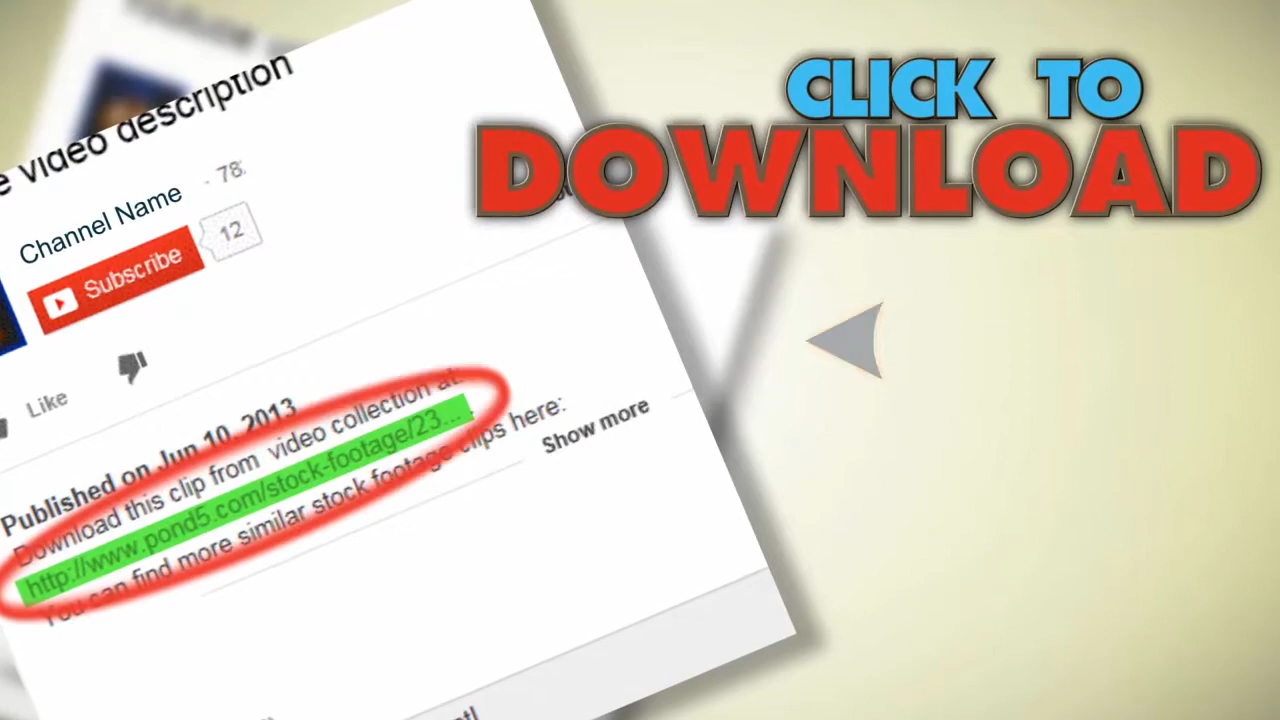 CLICK TO
DOWNLOAD
e video description
Channel Name
78
Subscribe
12
Like
Published on Jun 10, 2013
Download this clip from video collection at:
http://www.pond5.com/stock-footage/23...
You can find more similar stock footage clips here:
Show more